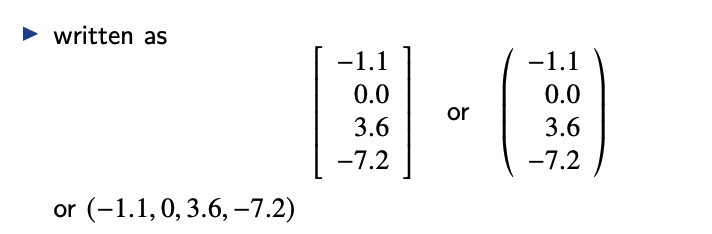 ▶ written as
[ −1.1 ] or ( −1.1 )
0.0 0.0
3.6 3.6
−7.2 −7.2
or (−1.1, 0, 3.6, −7.2)